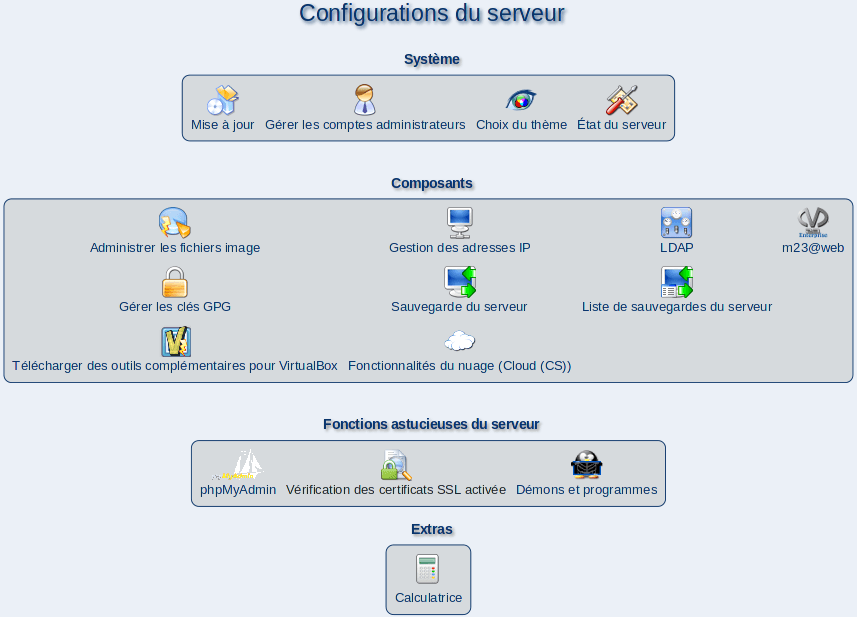 Configurations du serveur
Système
Mise à jour Gérer les comptes administrateurs Choix du thème État du serveur
Composants
Administrer les fichiers image Gestion des adresses IP LDAP m23@web
Gérer les clés GPG Sauvegarde du serveur Liste de sauvegardes du serveur
Télécharger des outils complémentaires pour VirtualBox Fonctionnalités du nuage (Cloud (CS))
Fonctions astucieuses du serveur
phpMyAdmin Vérification des certificats SSL activée Démons et programmes
Extras
Calculatrice